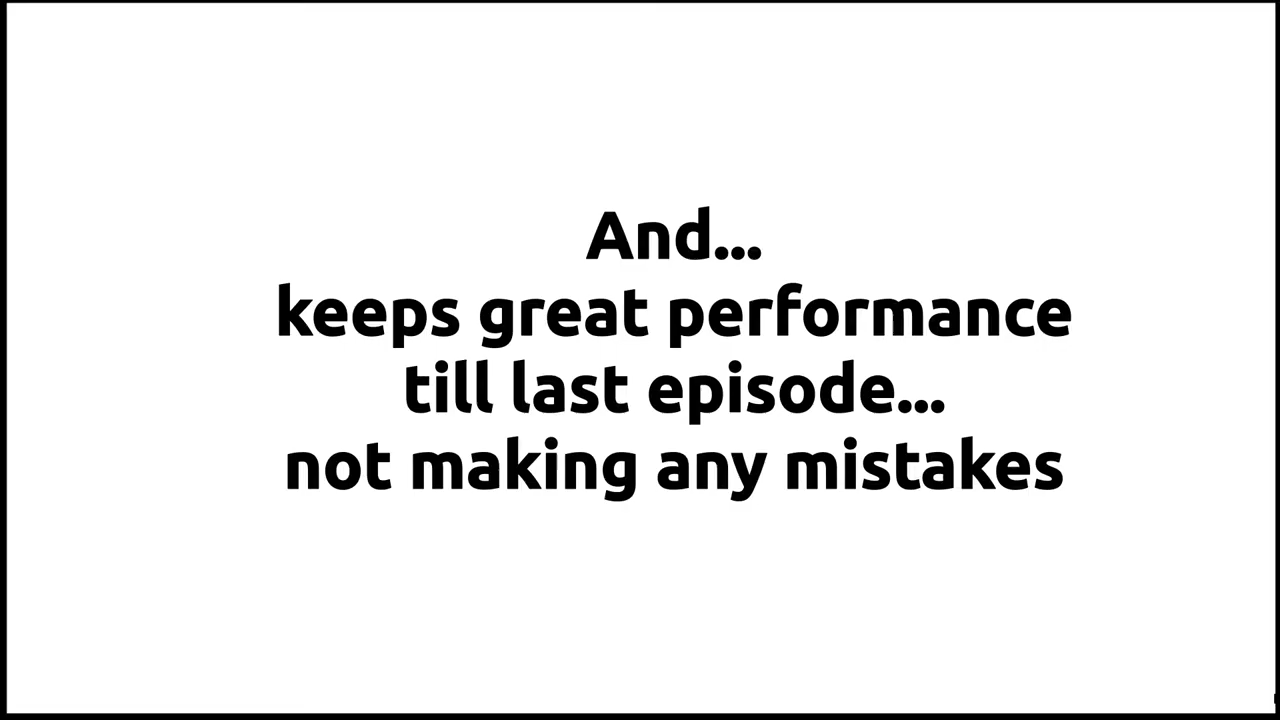 And...
keeps great performance
till last episode...
not making any mistakes